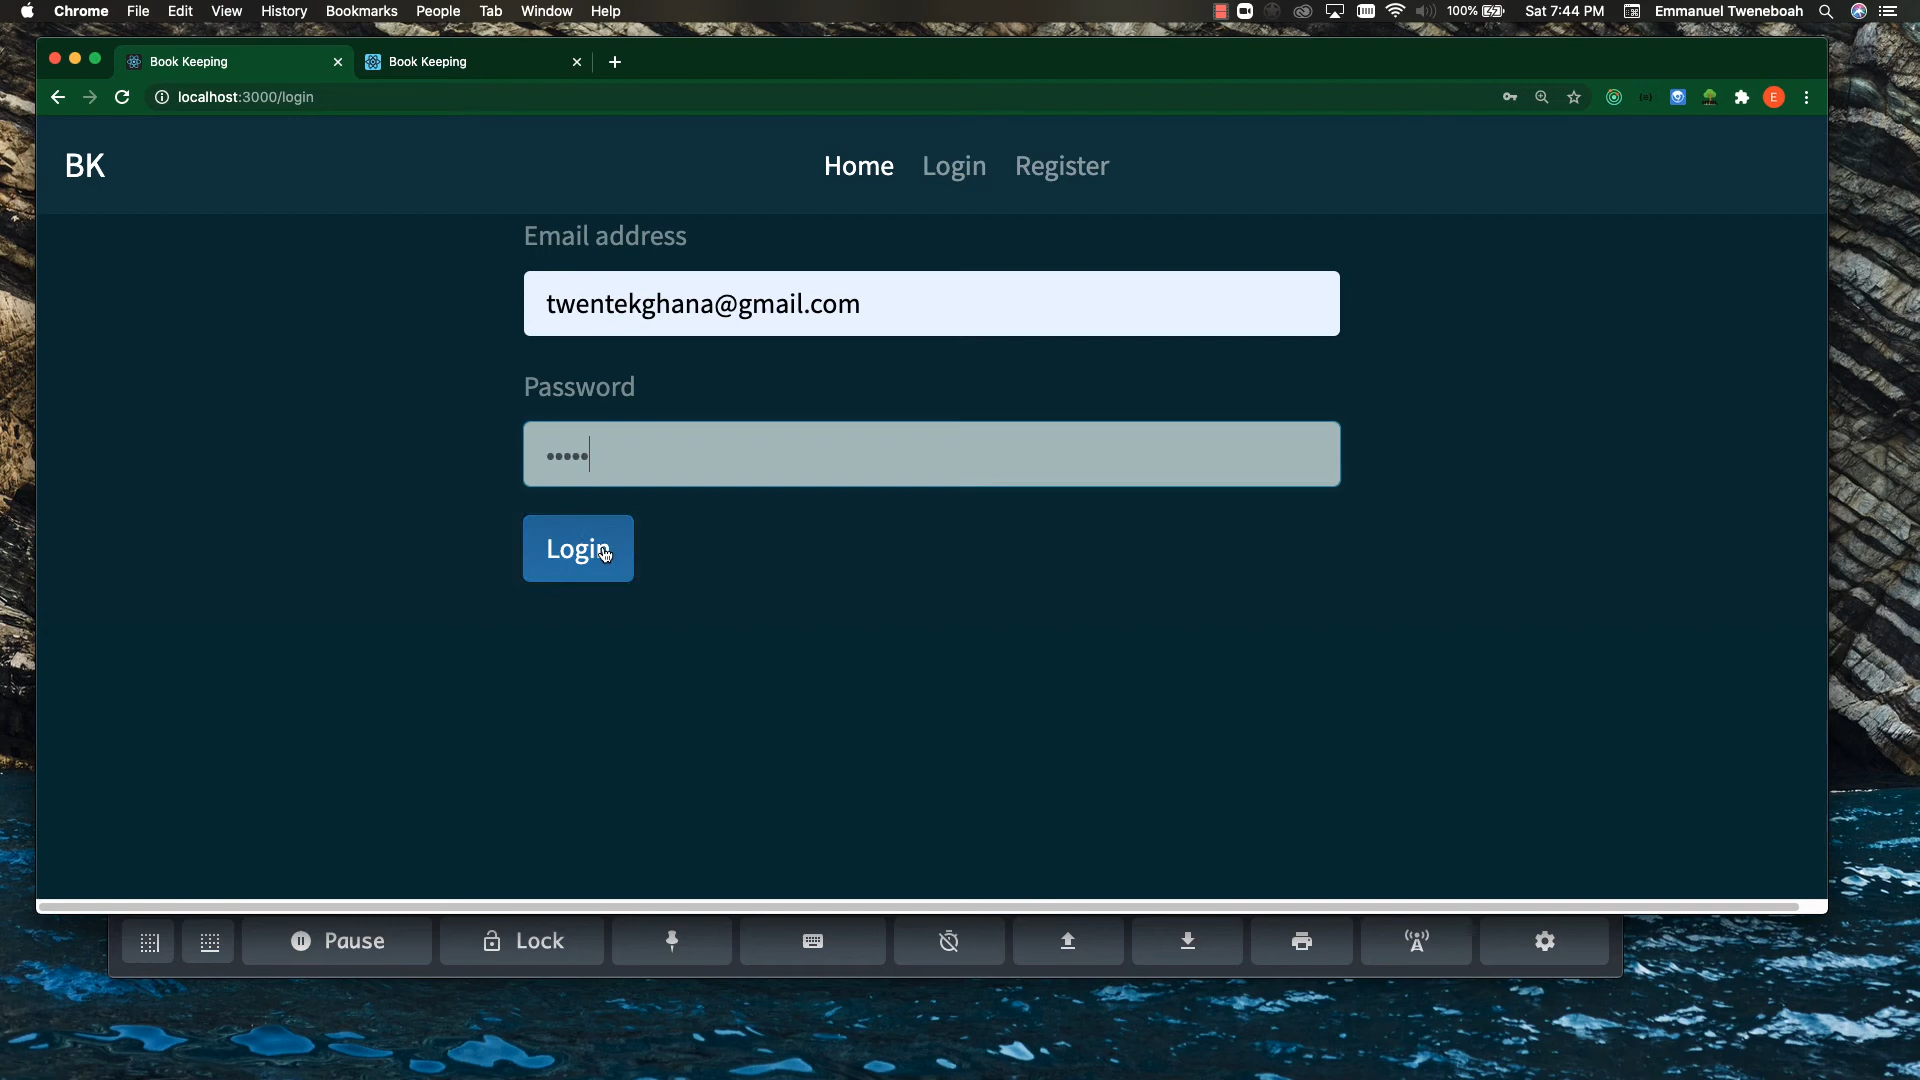 Chrome File Edit View History Bookmarks People Tab Window Help 100% Sat 7:44 PM Emmanuel Tweneboah
Book Keeping Book Keeping
localhost:3000/login E
BK Home Login Register
Email address
twentekghana@gmail.com
Password
•••••
Login
Pause Lock